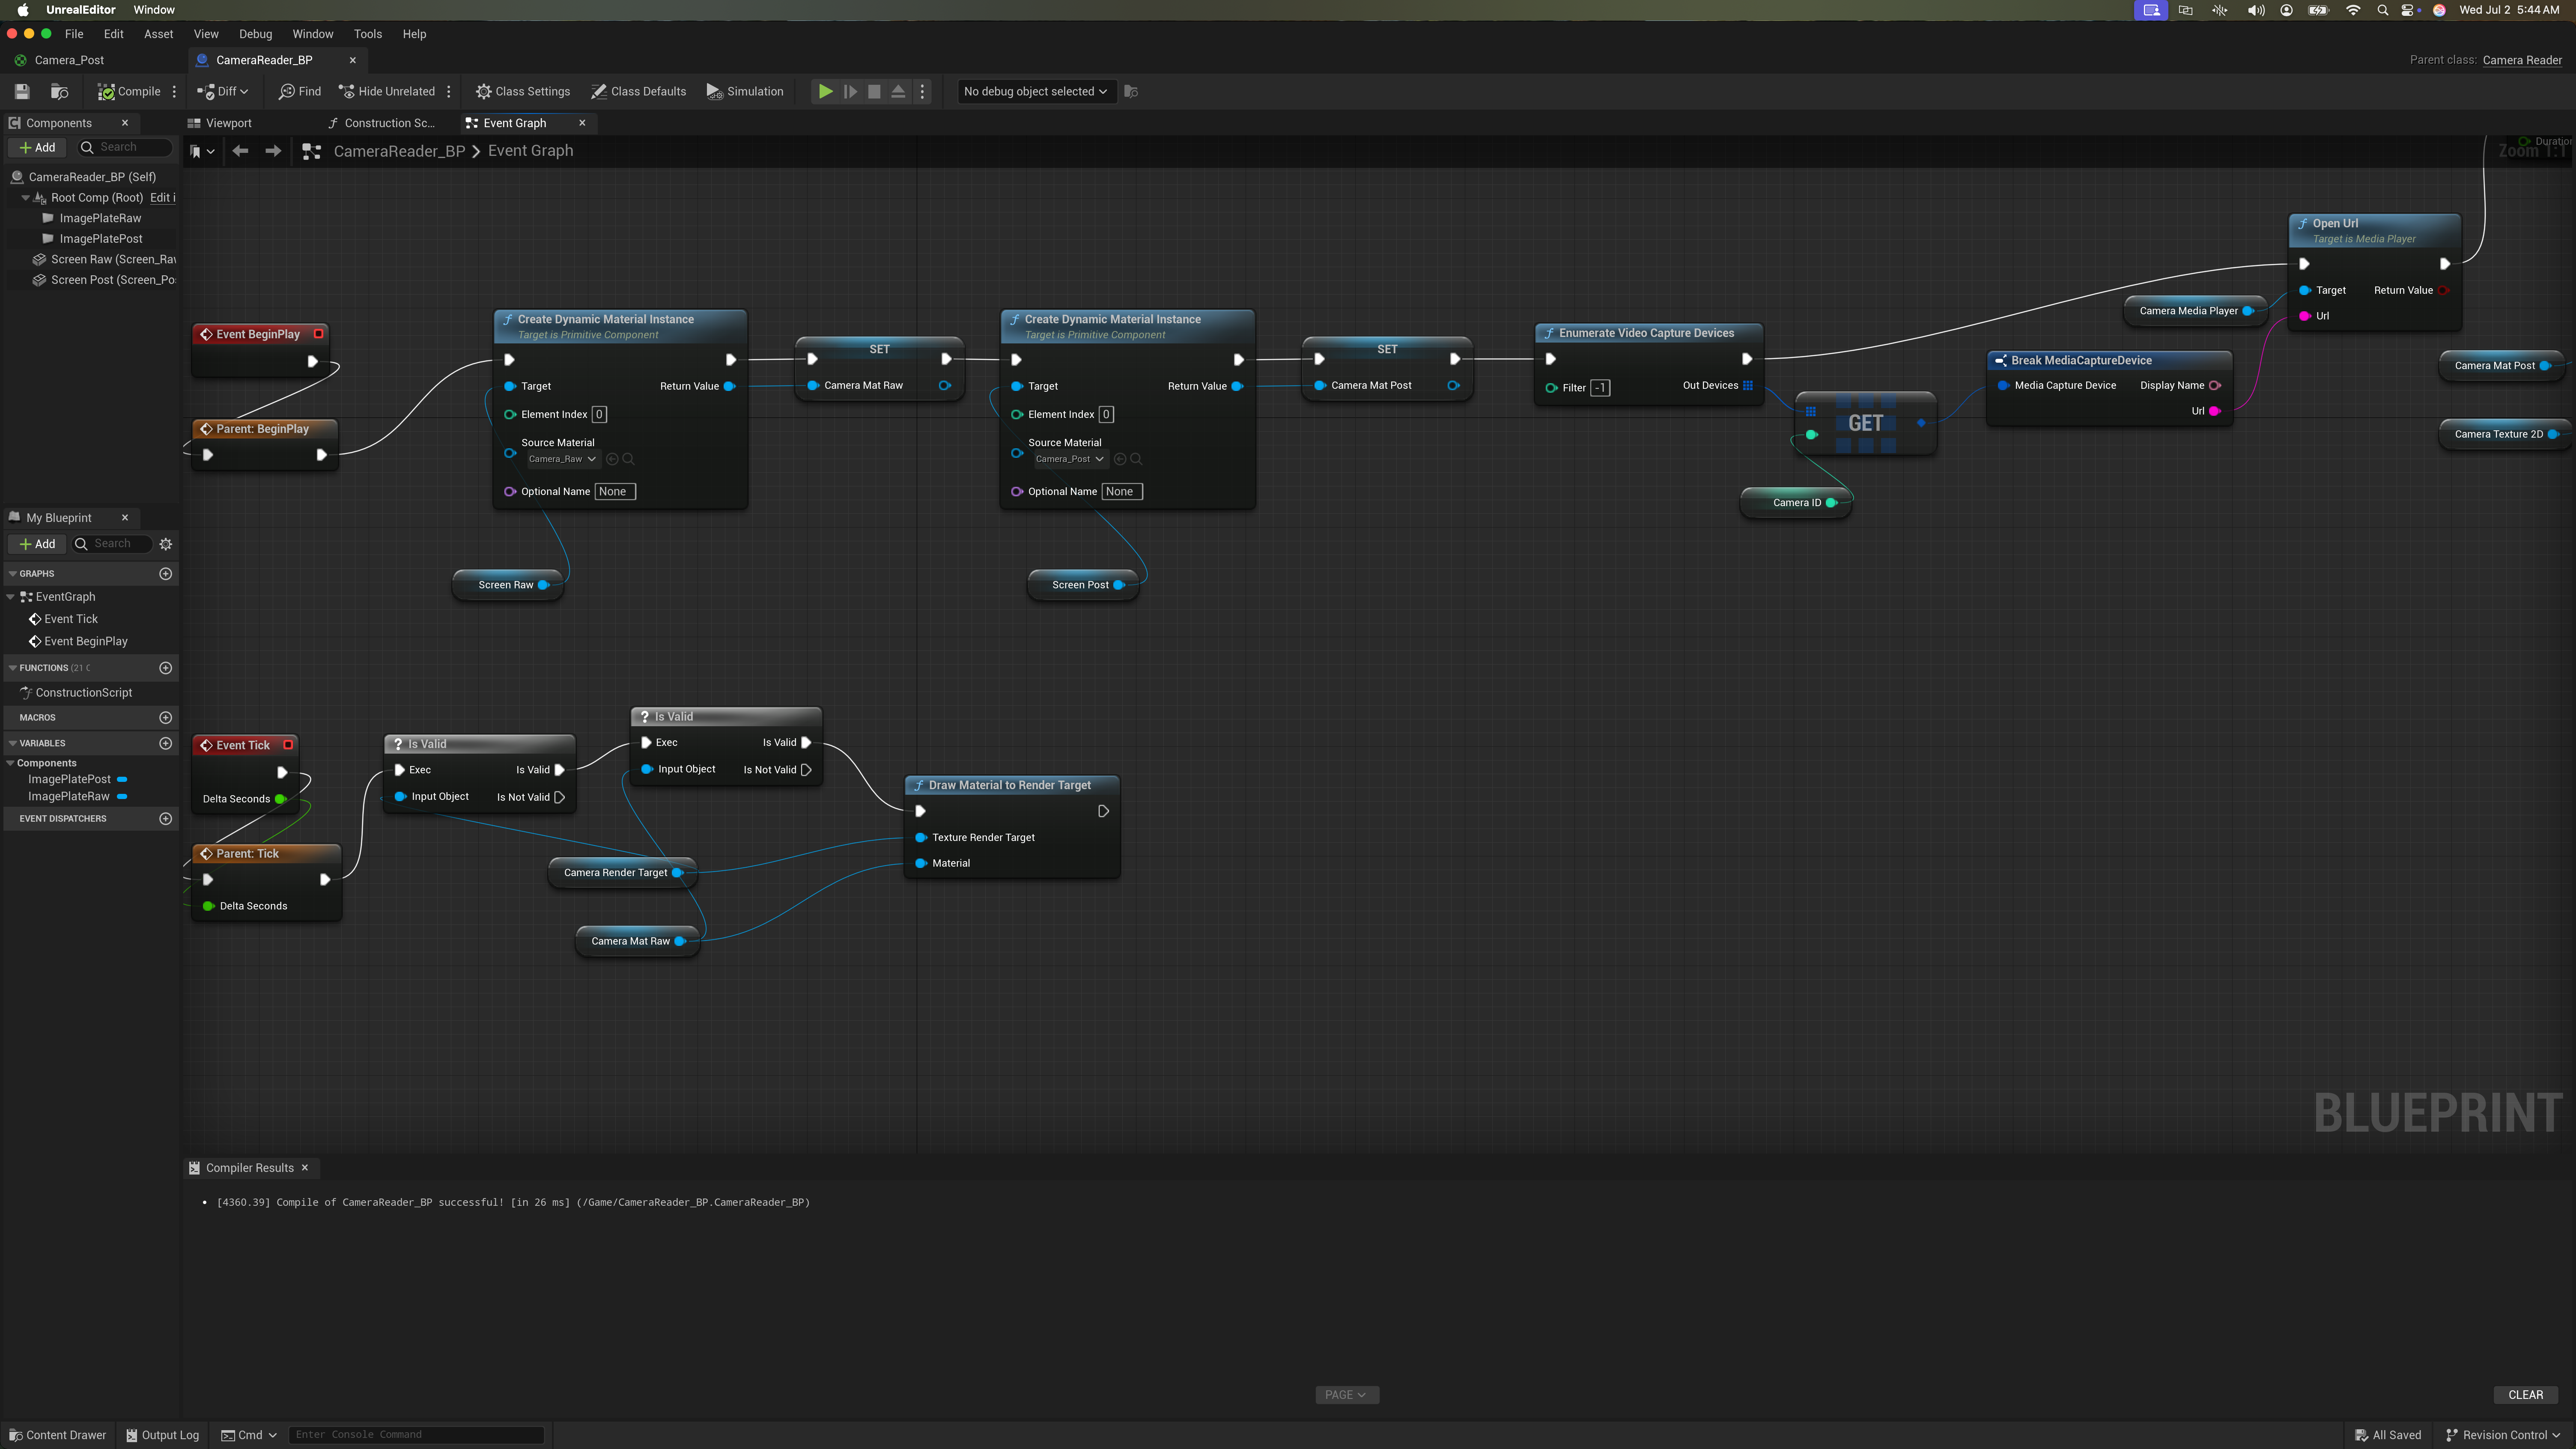 UnrealEditor Window
Wed Jul 2 5:44 AM
File Edit Asset View Debug Window Tools Help
Camera_Post
CameraReader_BP
Parent class: Camera Reader
Compile
Diff
Find
Hide Unrelated
Class Settings
Class Defaults
Simulation
No debug object selected
Components
Viewport
Construction Sc...
Event Graph
Add
Search
CameraReader_BP > Event Graph
Zoom 1:1
Duration
CameraReader_BP (Self)
Root Comp (Root) Edit i
ImagePlateRaw
ImagePlatePost
Screen Raw (Screen_Raw
Screen Post (Screen_Po
Open Url
Target is Media Player
Target
Return Value
Url
Camera Media Player
Event BeginPlay
Parent: BeginPlay
Create Dynamic Material Instance
Target is Primitive Component
Target
Return Value
Element Index 0
Source Material
Camera_Raw
Optional Name None
SET
Camera Mat Raw
Create Dynamic Material Instance
Target is Primitive Component
Target
Return Value
Element Index 0
Source Material
Camera_Post
Optional Name None
SET
Camera Mat Post
Enumerate Video Capture Devices
Filter -1
Out Devices
GET
Break MediaCaptureDevice
Media Capture Device
Display Name
Url
Camera Mat Post
Camera Texture 2D
Camera ID
Screen Raw
Screen Post
My Blueprint
Add
Search
GRAPHS
EventGraph
Event Tick
Event BeginPlay
FUNCTIONS (21 C
ConstructionScript
MACROS
VARIABLES
Components
ImagePlatePost
ImagePlateRaw
EVENT DISPATCHERS
Event Tick
Delta Seconds
Parent: Tick
Delta Seconds
Is Valid
Exec
Is Valid
Input Object
Is Not Valid
Is Valid
Exec
Is Valid
Input Object
Is Not Valid
Draw Material to Render Target
Texture Render Target
Material
Camera Render Target
Camera Mat Raw
BLUEPRINT
Compiler Results
[4360.39] Compile of CameraReader_BP successful! [in 26 ms] (/Game/CameraReader_BP.CameraReader_BP)
PAGE
CLEAR
Content Drawer
Output Log
Cmd
Enter Console Command
All Saved
Revision Control